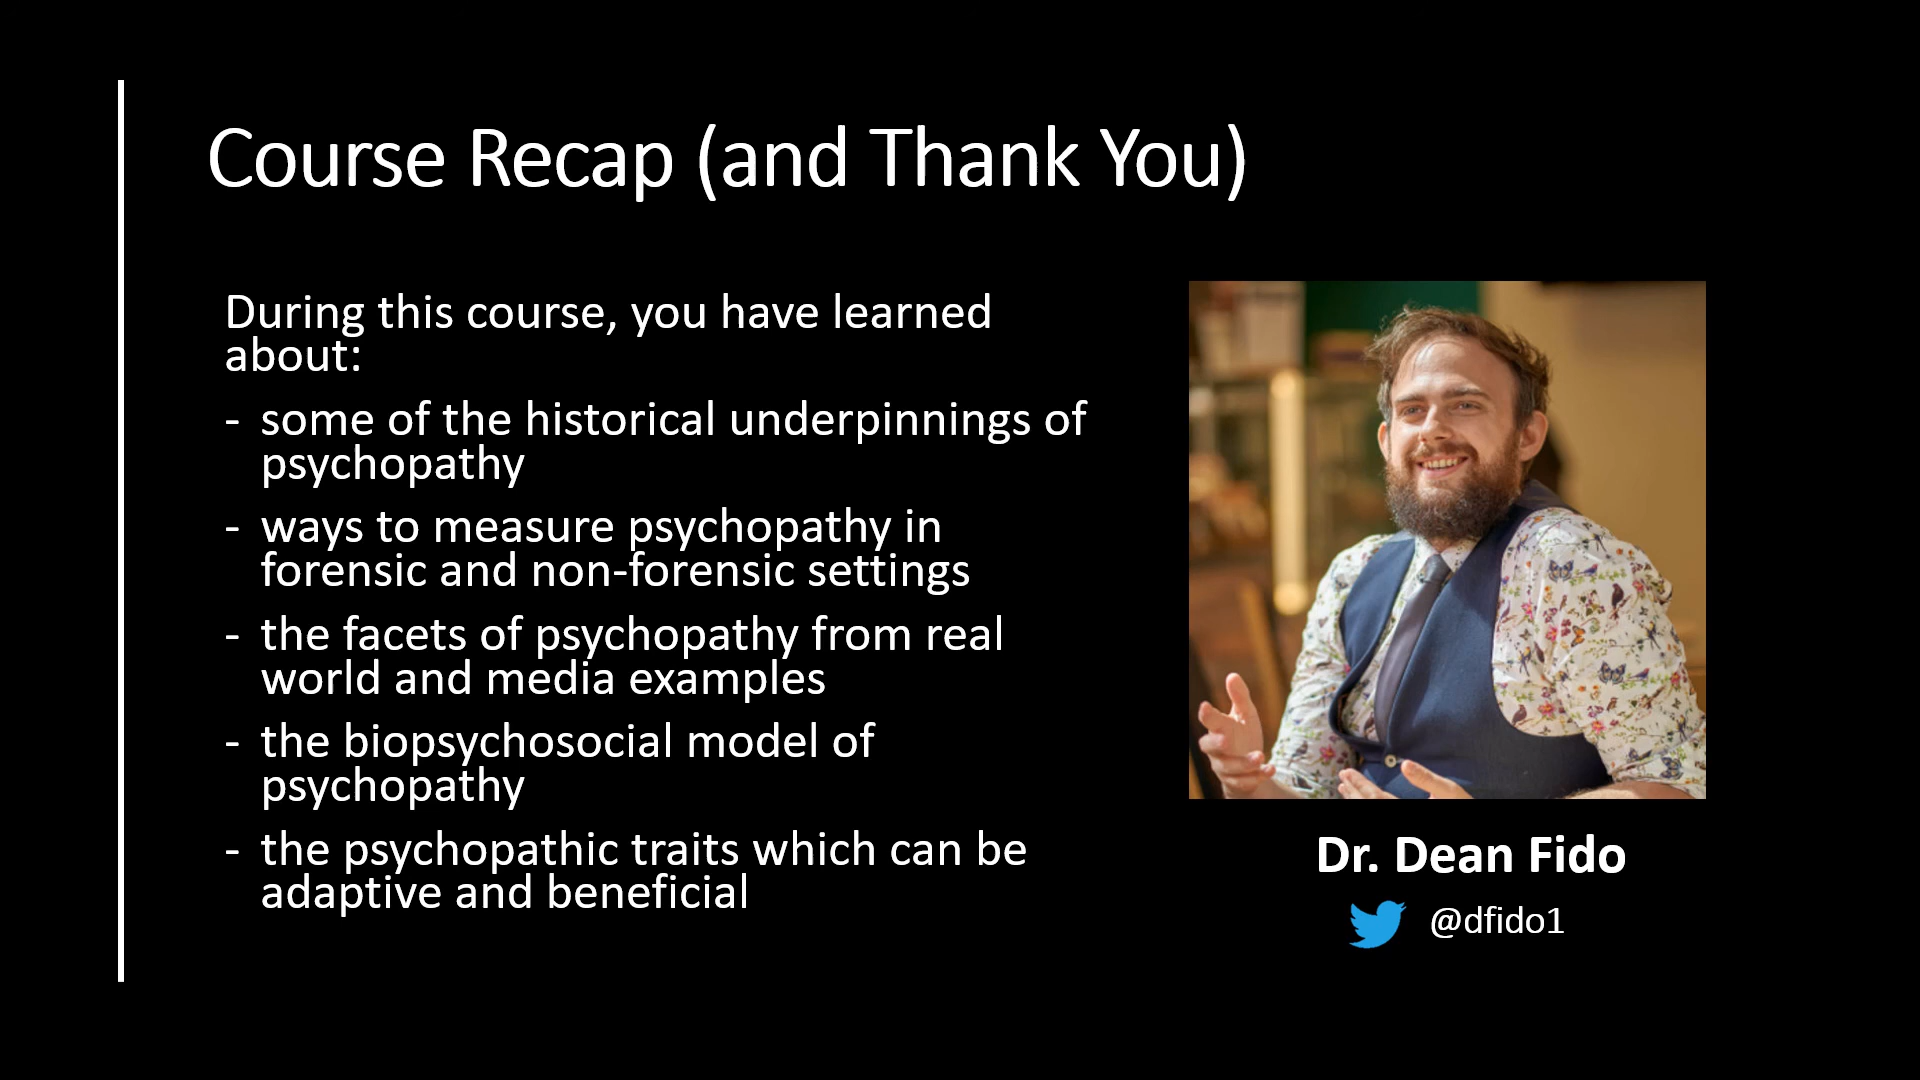 Course Recap (and Thank You)
During this course, you have learned
about:
- some of the historical underpinnings of
psychopathy
- ways to measure psychopathy in
forensic and non-forensic settings
- the facets of psychopathy from real
world and media examples
- the biopsychosocial model of
psychopathy
- the psychopathic traits which can be
adaptive and beneficial
Dr. Dean Fido
@dfido1